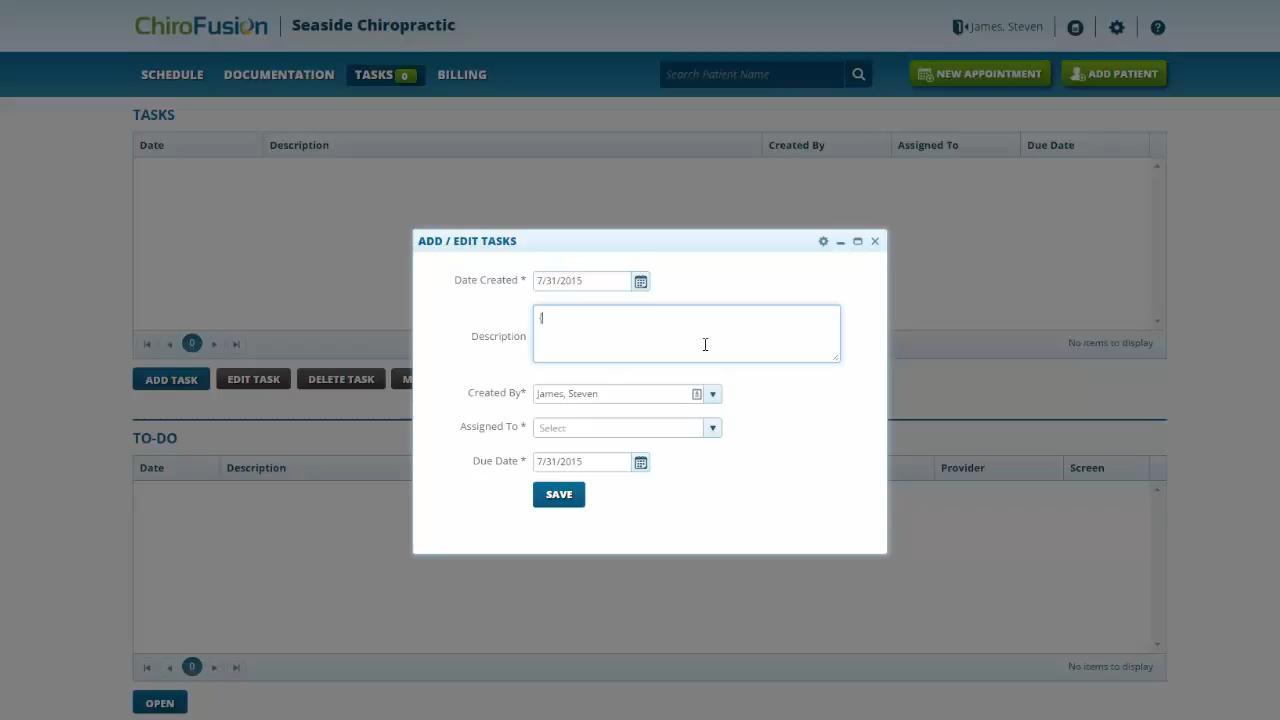 ChiroFusion Seaside Chiropractic James, Steven
SCHEDULE DOCUMENTATION TASKS 0 BILLING Search Patient Name NEW APPOINTMENT ADD PATIENT
TASKS
Date Description Created By Assigned To Due Date
ADD / EDIT TASKS
Date Created * 7/31/2015
Description
Created By* James, Steven
Assigned To * Select
Due Date * 7/31/2015
SAVE
0 No items to display
ADD TASK EDIT TASK DELETE TASK M
TO-DO
Date Description Provider Screen
0 No items to display
OPEN